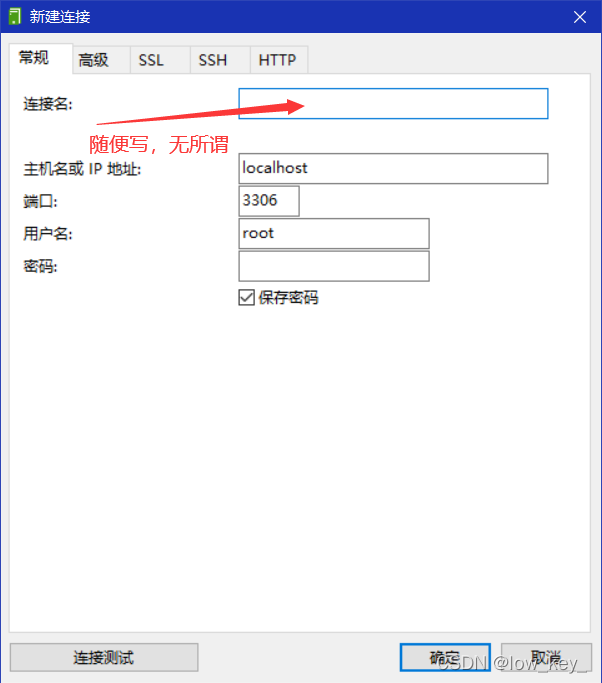 新建连接
常规 高级 SSL SSH HTTP
连接名:
随便写，无所谓
主机名或 IP 地址: localhost
端口: 3306
用户名: root
密码:
保存密码
连接测试 确定 取消
CSDN @low_key_